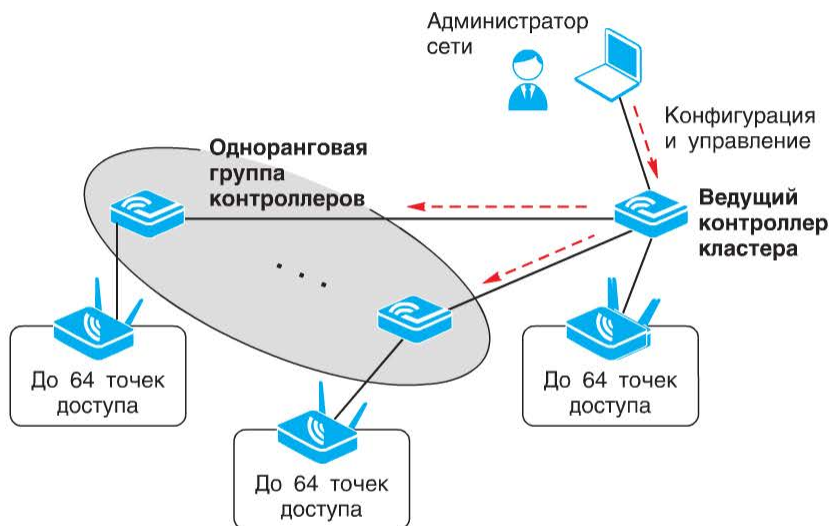 Администратор
сети
Конфигурация
и управление
Одноранговая
группа
контроллеров
Ведущий
контроллер
кластера
До 64 точек
доступа
До 64 точек
доступа
До 64 точек
доступа